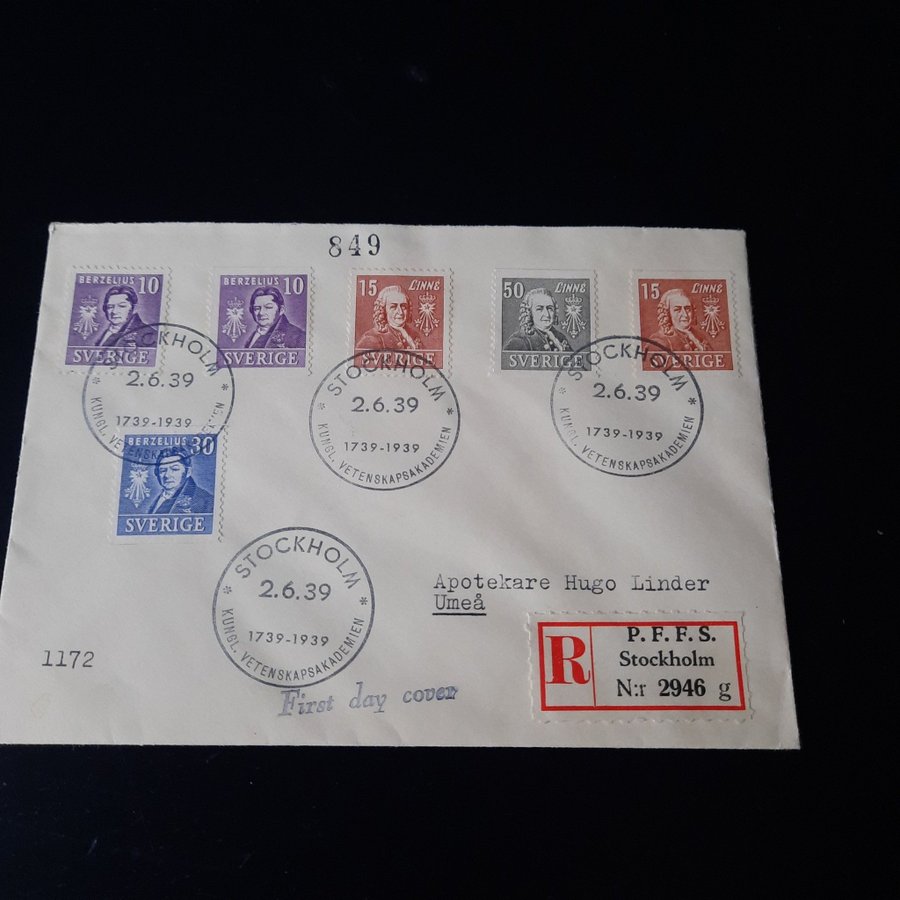 849
BERZELIUS 10
SVERIGE
BERZELIUS 10
SVERIGE
15 LINNÉ
SVERIGE
50 LINNÉ
SVERIGE
15 LINNÉ
SVERIGE
STOCKHOLM
2.6.39
1739-1939
KUNGL. VETENSKAPSAKADEMIEN
STOCKHOLM
2.6.39
1739-1939
KUNGL. VETENSKAPSAKADEMIEN
STOCKHOLM
2.6.39
1739-1939
KUNGL. VETENSKAPSAKADEMIEN
BERZELIUS 30
SVERIGE
STOCKHOLM
2.6.39
1739-1939
KUNGL. VETENSKAPSAKADEMIEN
Apotekare Hugo Linder
Umeå
R
P. F. F. S.
Stockholm
N:r 2946 g
1172
First day cover